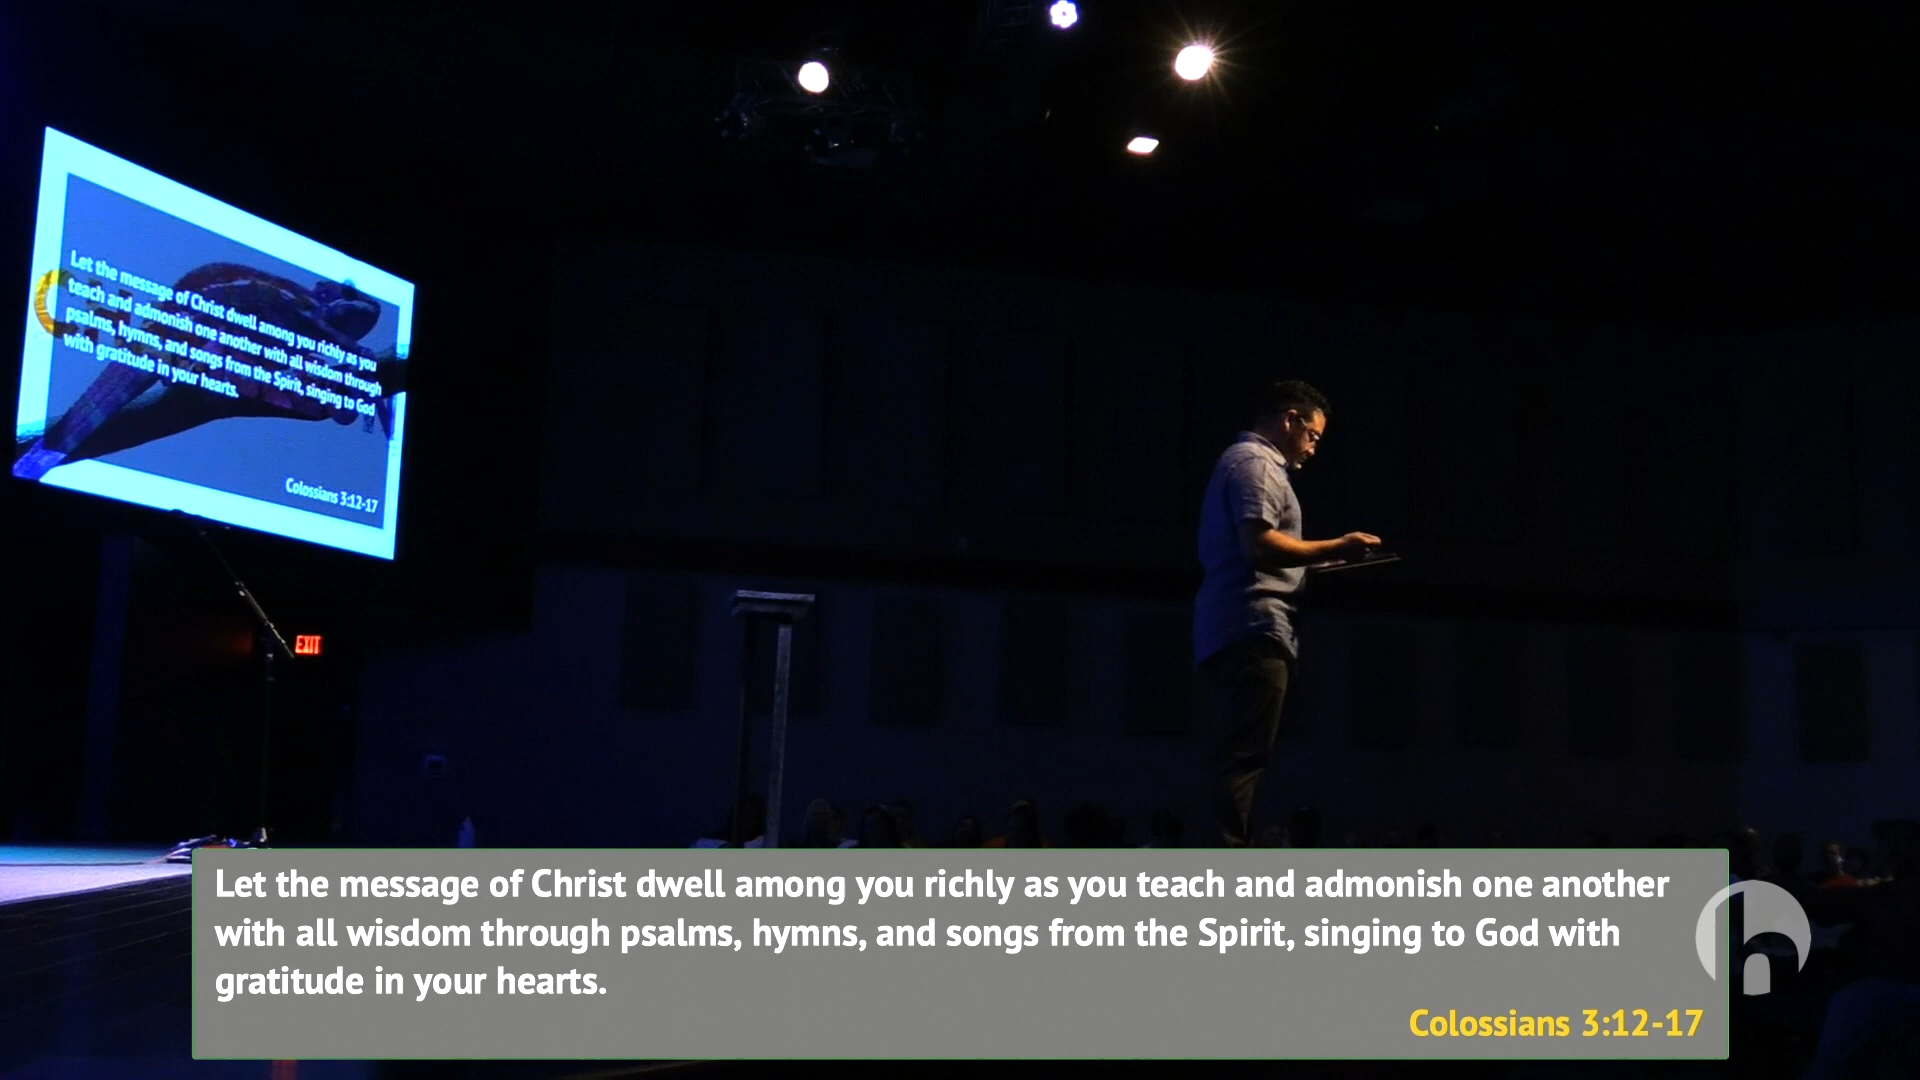 Let the message of Christ dwell among you richly as you
teach and admonish one another with all wisdom through
psalms, hymns, and songs from the Spirit, singing to God
with gratitude in your hearts.
Colossians 3:12-17
EXIT
Let the message of Christ dwell among you richly as you teach and admonish one another
with all wisdom through psalms, hymns, and songs from the Spirit, singing to God with
gratitude in your hearts.
h
Colossians 3:12-17